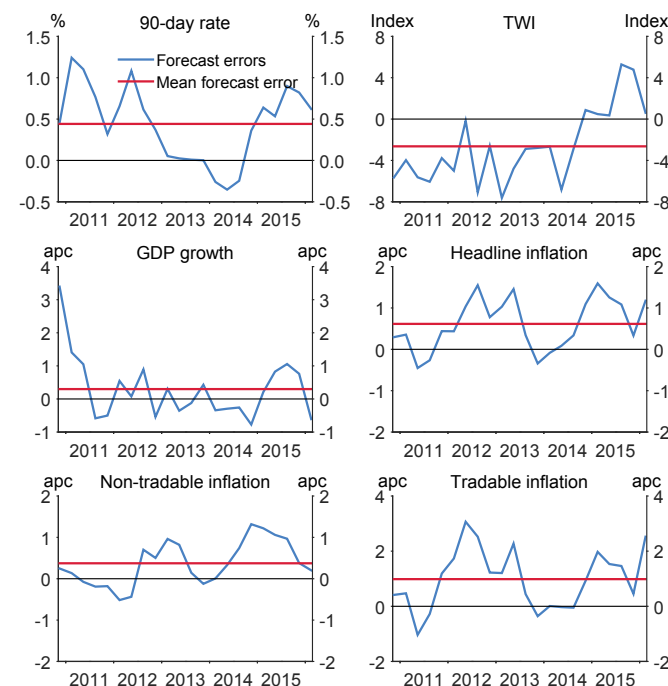 % 90-day rate %
1.5 1.5
Forecast errors
1.0 1.0
Mean forecast error
0.5 0.5
0.0 0.0
-0.5 -0.5
2011 2012 2013 2014 2015
Index TWI Index
8 8
4 4
0 0
-4 -4
-8 -8
2011 2012 2013 2014 2015
apc GDP growth apc
4 4
3 3
2 2
1 1
0 0
-1 -1
2011 2012 2013 2014 2015
apc Headline inflation apc
2 2
1 1
0 0
-1 -1
-2 -2
2011 2012 2013 2014 2015
apc Non-tradable inflation apc
2 2
1 1
0 0
-1 -1
-2 -2
2011 2012 2013 2014 2015
apc Tradable inflation apc
4 4
2 2
0 0
-2 -2
2011 2012 2013 2014 2015